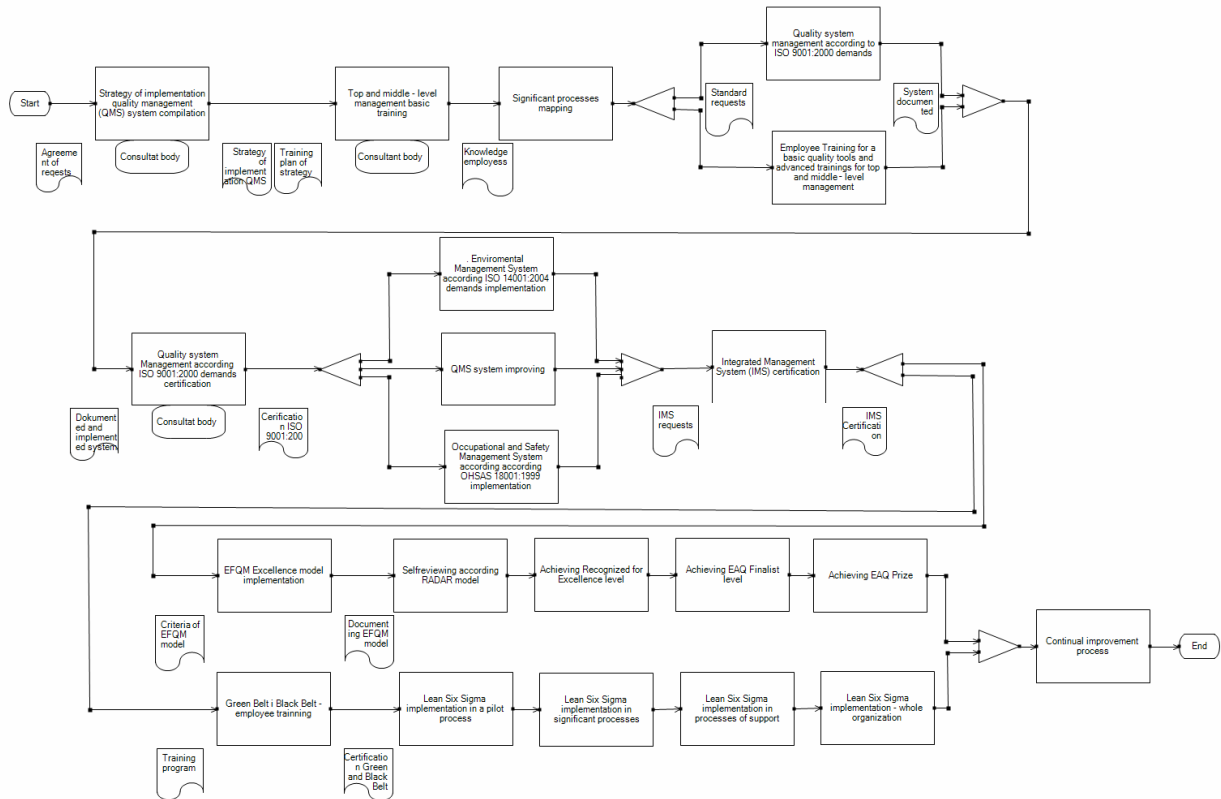 Quality system
management according to
ISO 9001:2000 demands
Start
Strategy of implementation
quality management
(QMS) system compilation
Top and middle - level
management basic
training
Significant processes
mapping
Standard
requests
System
documen
ted
Agreeme
nt of
reqests
Consultat body
Strategy
of
implement
ation QMS
Training
plan of
strategy
Consultant body
Knowledge
employess
Employee Training for a
basic quality tools and
advanced trainings for top
and middle - level
management
. Enviromental
Management System
according ISO 14001:2004
demands implementation
Quality system
Management according
ISO 9001:2000 demands
certification
QMS system improving
Integrated Management
System (IMS) certification
Dokument
ed and
implement
ed system
Consultat body
Cerificatio
n ISO
9001:200
IMS
requests
IMS
Certificati
on
Occupational and Safety
Management System
according according
OHSAS 18001:1999
implementation
EFQM Excellence model
implementation
Selfreviewing according
RADAR model
Achieving Recognized for
Excellence level
Achieving EAQ Finalist
level
Achieving EAQ Prize
Criteria of
EFQM
model
Document
ing EFQM
model
Continual improvement
process
End
Green Belt i Black Belt -
employee trainning
Lean Six Sigma
implementation in a pilot
process
Lean Six Sigma
implementation in
significant processes
Lean Six Sigma
implementation in
processes of support
Lean Six Sigma
implementation - whole
organization
Training
program
Certificatio
n Green
and Black
Belt